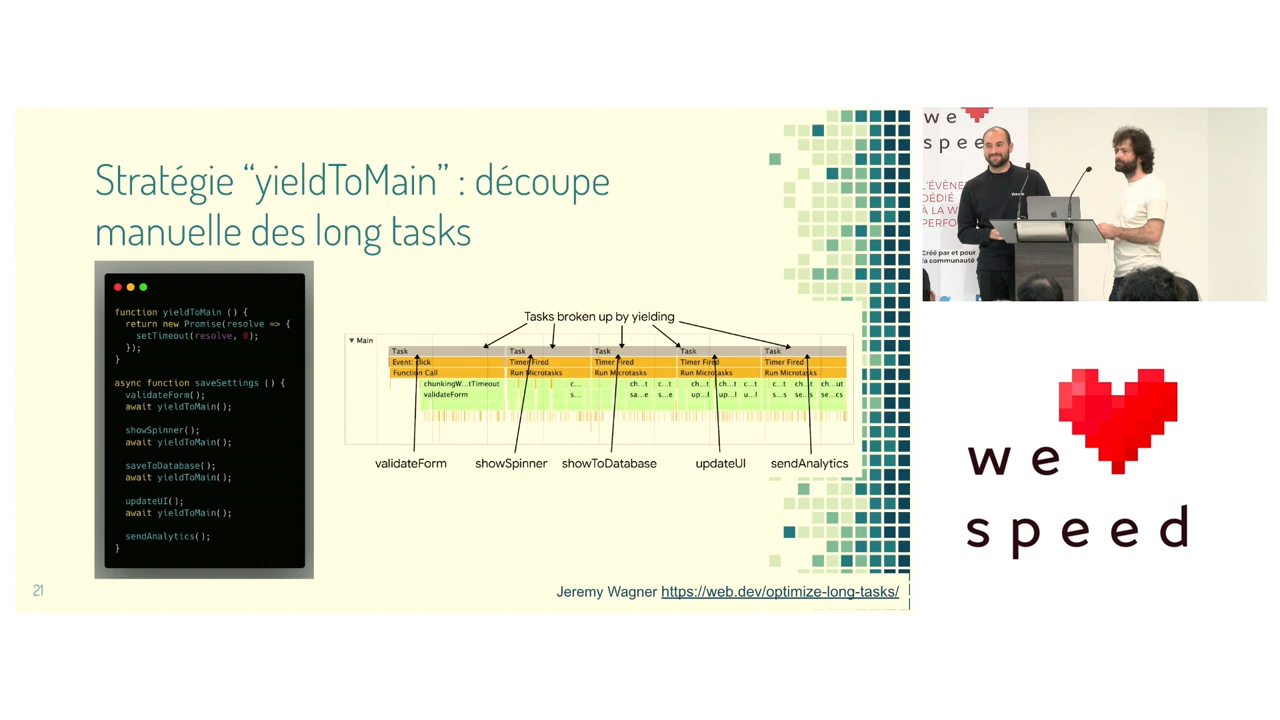 Stratégie “yieldToMain” : découpe
manuelle des long tasks
function yieldToMain () {
return new Promise(resolve => {
setTimeout(resolve, 0);
});
}
async function saveSettings () {
validateForm();
await yieldToMain();
showSpinner();
await yieldToMain();
saveToDatabase();
await yieldToMain();
updateUI();
await yieldToMain();
sendAnalytics();
}
Tasks broken up by yielding
▼ Main
Task Task Task Task Task
Event: click Timer Fired Timer Fired Timer Fired Timer Fired
Function Call Run Microtasks Run Microtasks Run Microtasks Run Microtasks
chunkingW...tTimeout c... ch...t c...t ch...t ch...t c...t c...t ch...t ch...ut
validateForm s... sa...e s...e up...l up...l u...l s...s se...s se...cs
validateForm showSpinner showToDatabase updateUI sendAnalytics
21
Jeremy Wagner https://web.dev/optimize-long-tasks/
we
spee
L'ÉVÈNE
DÉDIÉ
À LA W
PERFO
Créé par et pour
la communauté
we
speed